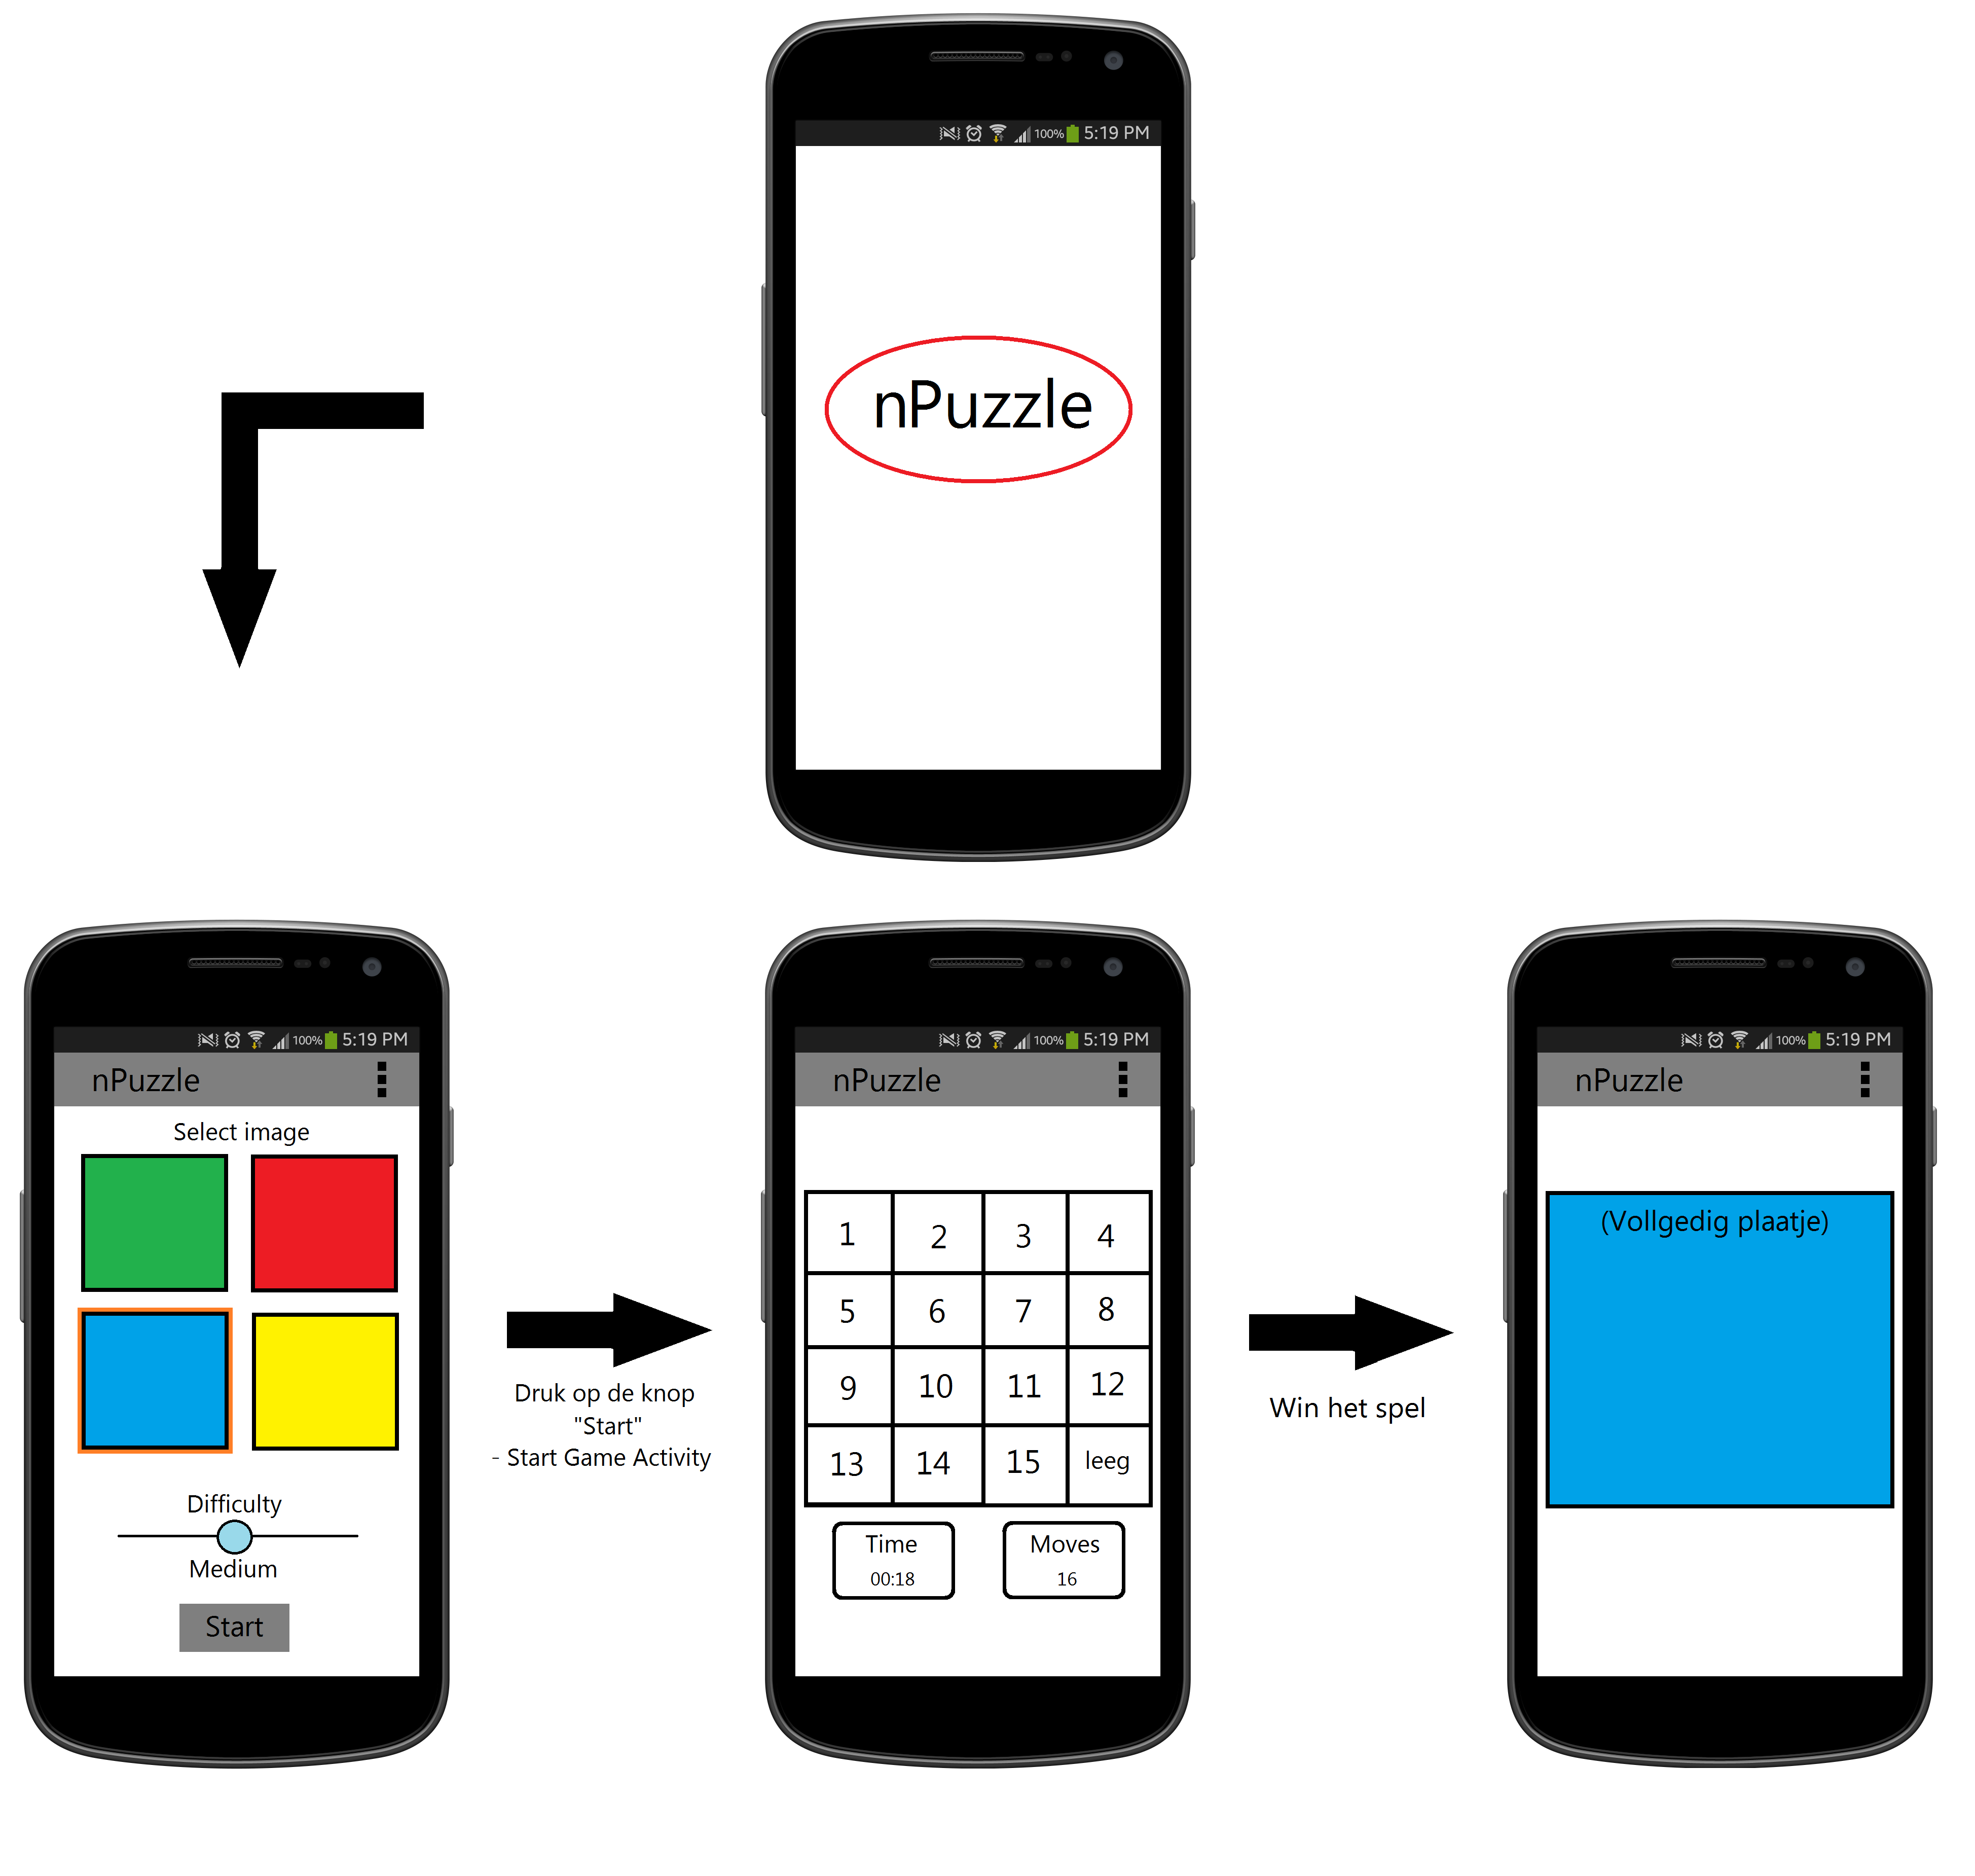 100% 5:19 PM
nPuzzle
100% 5:19 PM
nPuzzle
Select image
Difficulty
Medium
Start
Druk op de knop
"Start"
- Start Game Activity
100% 5:19 PM
nPuzzle
1 2 3 4
5 6 7 8
9 10 11 12
13 14 15 leeg
Time Moves
00:18 16
Win het spel
100% 5:19 PM
nPuzzle
(Vollgedig plaatje)